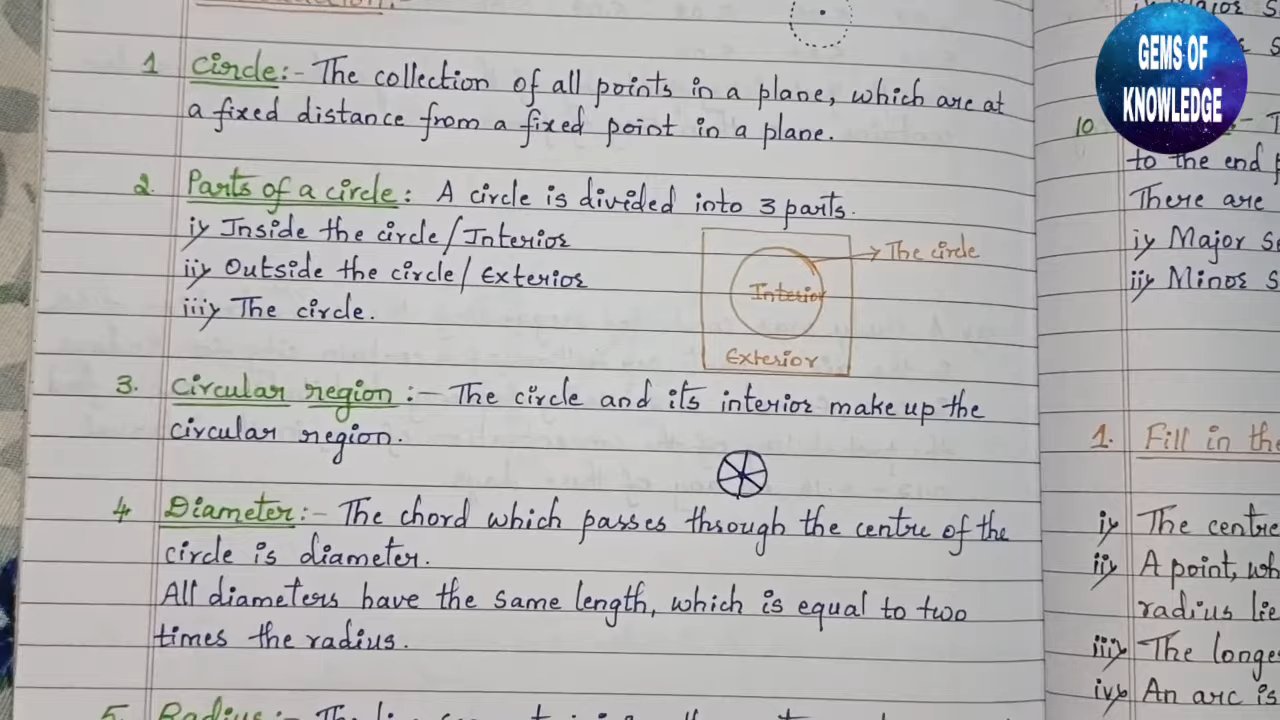 1 Circle:- The collection of all points in a plane, which are at
a fixed distance from a fixed point in a plane.
2. Parts of a circle: A circle is divided into 3 parts.
i) Inside the circle/Interior
ii) Outside the circle/Exterior
iii) The circle.
The circle
Interior
Exterior
3. Circular region :- The circle and its interior make up the
circular region.
4 Diameter:- The chord which passes through the centre of the
circle is diameter.
All diameters have the same length, which is equal to two
times the radius.
5. Radius:- The
GEMS OF
KNOWLEDGE
10
to the end
There are
i) Major
ii) Minor
1. Fill in the
i) The centre
ii) A point,
radius
iii) The
iv) An arc is